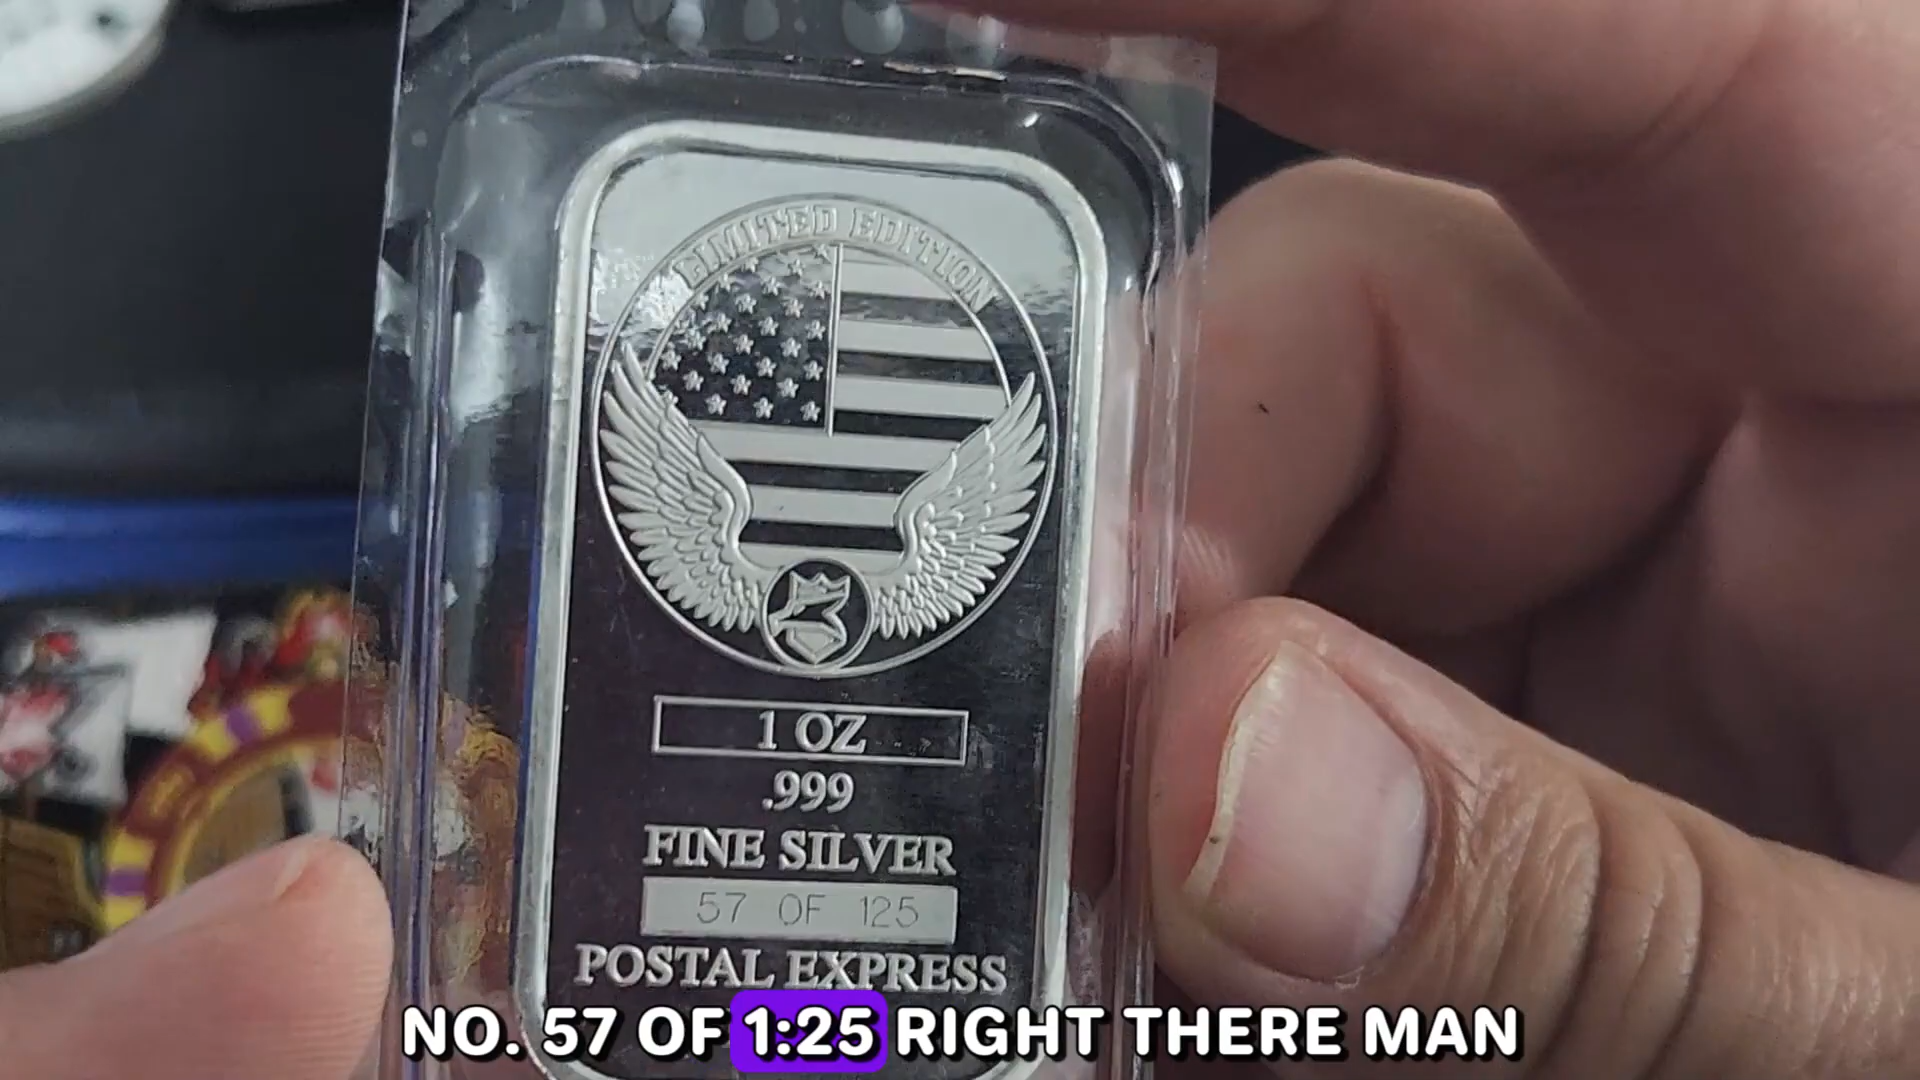 LIMITED EDITION
1 OZ
.999
FINE SILVER
57 OF 125
POSTAL EXPRESS
NO. 57 OF 1:25 RIGHT THERE MAN